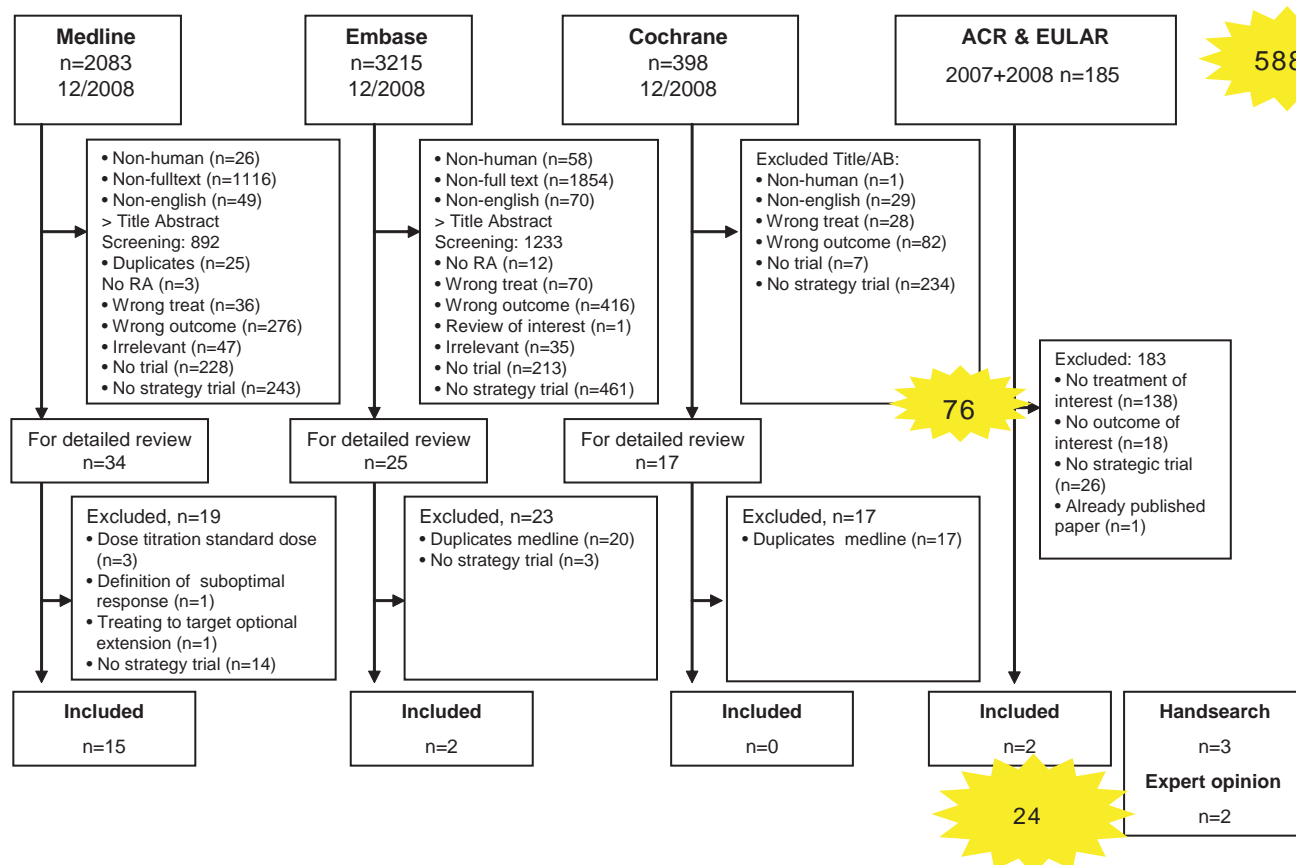 Medline
n=2083
12/2008
Embase
n=3215
12/2008
Cochrane
n=398
12/2008
ACR & EULAR
2007+2008 n=185
588
• Non-human (n=26)
• Non-fulltext (n=1116)
• Non-english (n=49)
> Title Abstract
Screening: 892
• Duplicates (n=25)
No RA (n=3)
• Wrong treat (n=36)
• Wrong outcome (n=276)
• Irrelevant (n=47)
• No trial (n=228)
• No strategy trial (n=243)
• Non-human (n=58)
• Non-full text (n=1854)
• Non-english (n=70)
> Title Abstract
Screening: 1233
• No RA (n=12)
• Wrong treat (n=70)
• Wrong outcome (n=416)
• Review of interest (n=1)
• Irrelevant (n=35)
• No trial (n=213)
• No strategy trial (n=461)
Excluded Title/AB:
• Non-human (n=1)
• Non-english (n=29)
• Wrong treat (n=28)
• Wrong outcome (n=82)
• No trial (n=7)
• No strategy trial (n=234)
76
Excluded: 183
• No treatment of
interest (n=138)
• No outcome of
interest (n=18)
• No strategic trial
(n=26)
• Already published
paper (n=1)
For detailed review
n=34
For detailed review
n=25
For detailed review
n=17
Excluded, n=19
• Dose titration standard dose
(n=3)
• Definition of suboptimal
response (n=1)
• Treating to target optional
extension (n=1)
• No strategy trial (n=14)
Excluded, n=23
• Duplicates medline (n=20)
• No strategy trial (n=3)
Excluded, n=17
• Duplicates medline (n=17)
Included
n=15
Included
n=2
Included
n=0
Included
n=2
Handsearch
n=3
Expert opinion
n=2
24